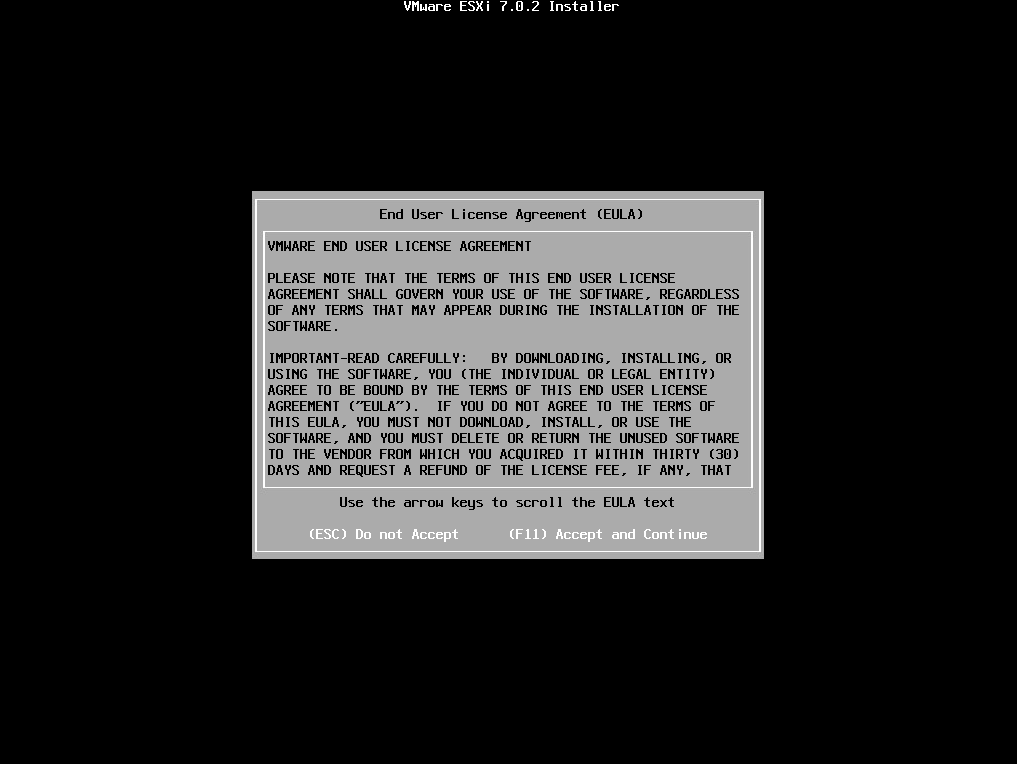 VMware ESXi 7.0.2 Installer
End User License Agreement (EULA)
VMWARE END USER LICENSE AGREEMENT
PLEASE NOTE THAT THE TERMS OF THIS END USER LICENSE
AGREEMENT SHALL GOVERN YOUR USE OF THE SOFTWARE, REGARDLESS
OF ANY TERMS THAT MAY APPEAR DURING THE INSTALLATION OF THE
SOFTWARE.
IMPORTANT-READ CAREFULLY:   BY DOWNLOADING, INSTALLING, OR
USING THE SOFTWARE, YOU (THE INDIVIDUAL OR LEGAL ENTITY)
AGREE TO BE BOUND BY THE TERMS OF THIS END USER LICENSE
AGREEMENT ("EULA").  IF YOU DO NOT AGREE TO THE TERMS OF
THIS EULA, YOU MUST NOT DOWNLOAD, INSTALL, OR USE THE
SOFTWARE, AND YOU MUST DELETE OR RETURN THE UNUSED SOFTWARE
TO THE VENDOR FROM WHICH YOU ACQUIRED IT WITHIN THIRTY (30)
DAYS AND REQUEST A REFUND OF THE LICENSE FEE, IF ANY, THAT
Use the arrow keys to scroll the EULA text
(ESC) Do not Accept      (F11) Accept and Continue